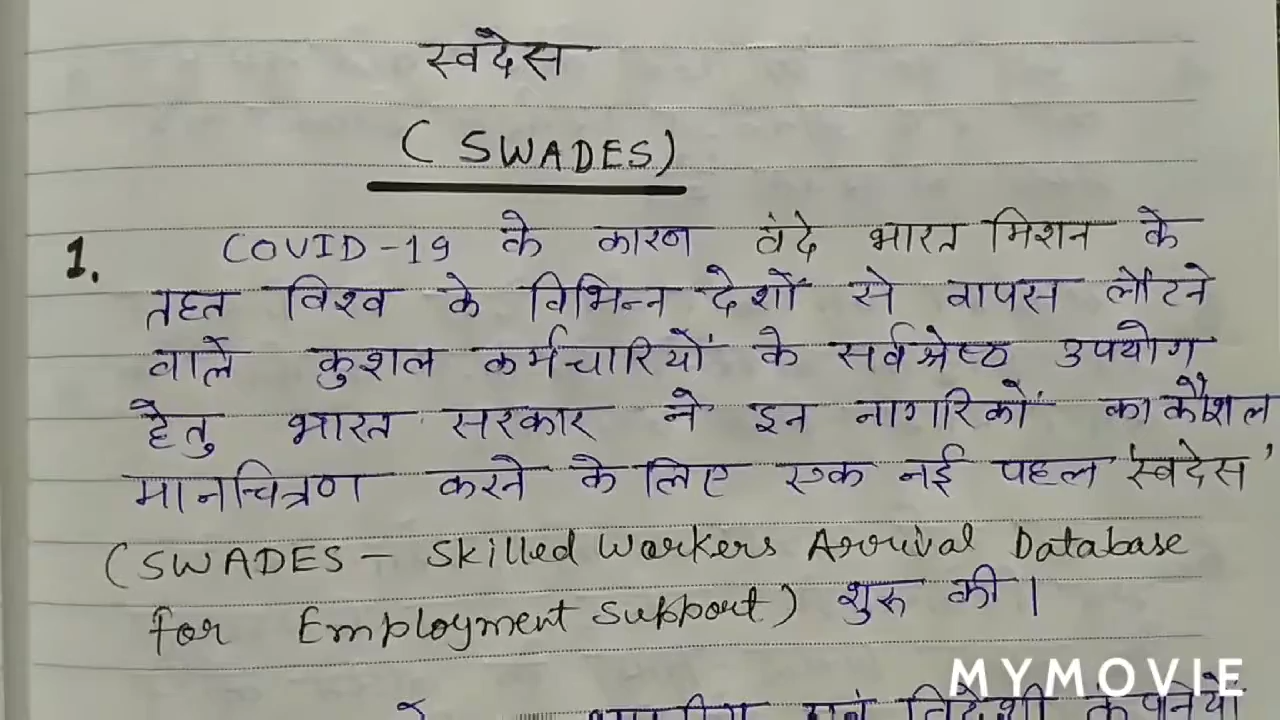 स्वदेस
(SWADES)
1. COVID-19 के कारण वंदे भारत मिशन के
तहत विश्व के विभिन्न देशों से वापस लौटने
वाले कुशल कर्मचारियों के सर्वश्रेष्ठ उपयोग
हेतु भारत सरकार ने इन नागरिकों का कौशल
मानचित्रण करने के लिए एक नई पहल 'स्वदेस'
(SWADES - Skilled Workers Arrival Database
for Employment Support) शुरू की।
MYMOVIE
एवं विदेशी कंपनियों